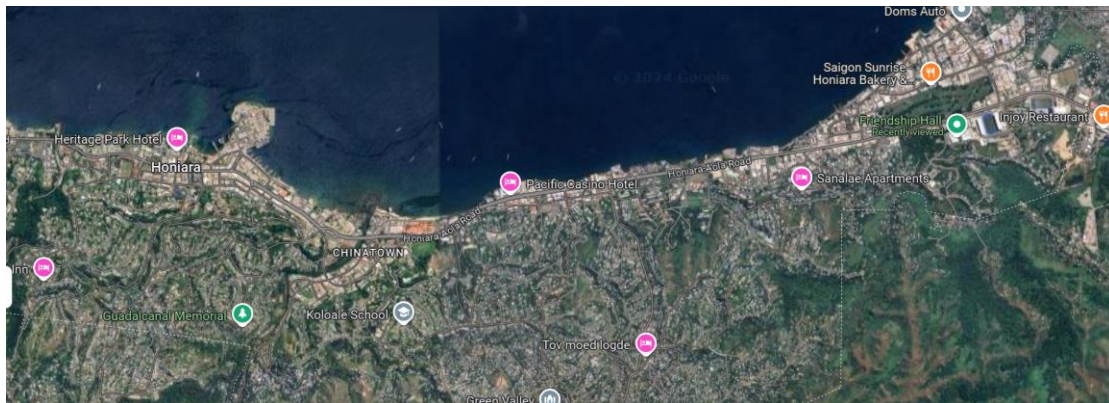 Doms Auto
Saigon Sunrise
Honiara Bakery &...
© 2024 Google
Heritage Park Hotel
Friendship Hall
Recently viewed
Injoy Restaurant
Honiara
Honiara-Aola Road
Pacific Casino Hotel
Sanalae Apartments
Honiara-Aola Road
CHINATOWN
Inn
Guadalcanal Memorial
Koloale School
Tov moed logde
Green Valley